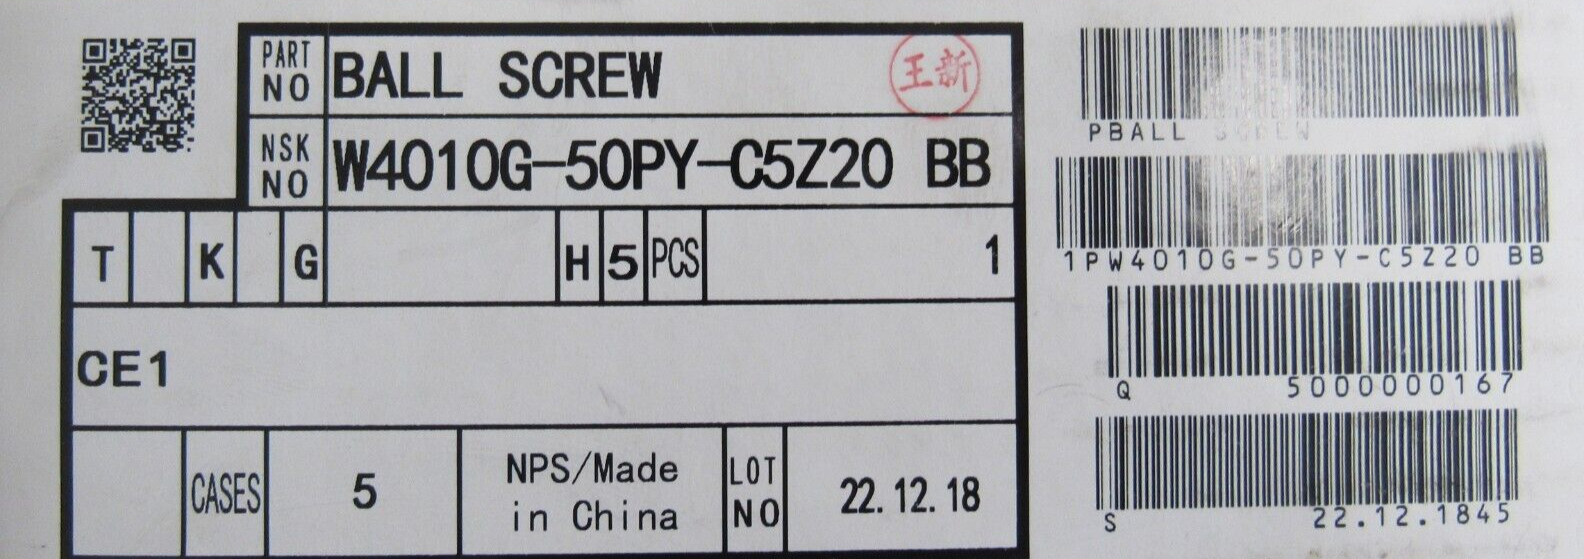 PART NO BALL SCREW 王新
NSK NO W4010G-50PY-C5Z20 BB
T K G H 5 PCS 1
CE1
CASES 5 NPS/Made in China LOT NO 22.12.18
PBALL SCREW
1PW4010G-50PY-C5Z20 BB
Q 5000000167
S 22.12.1845